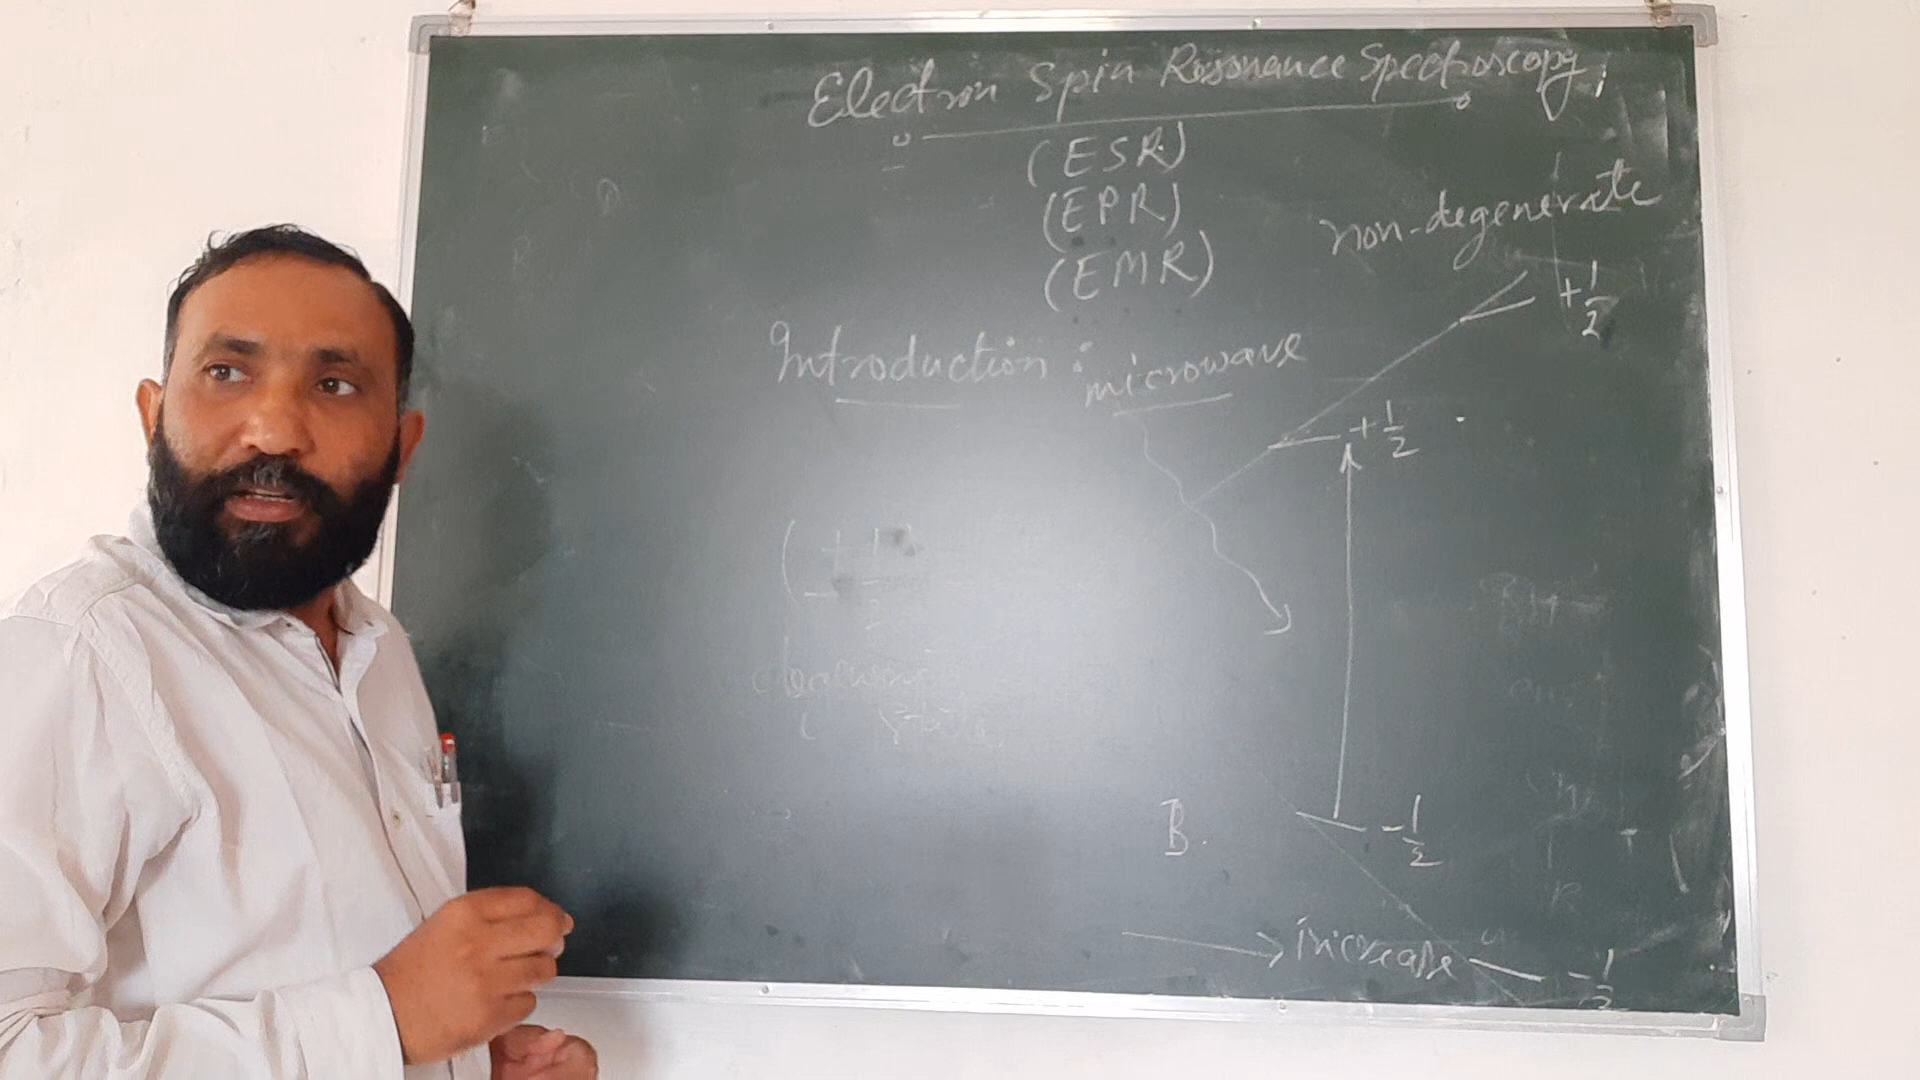 Electron Spin Resonance Spectroscopy
(ESR)
(EPR)
(EMR)
non-degenerate
+1/2
Introduction :
microwave
+1/2
B.
-1/2
increase
-1/2